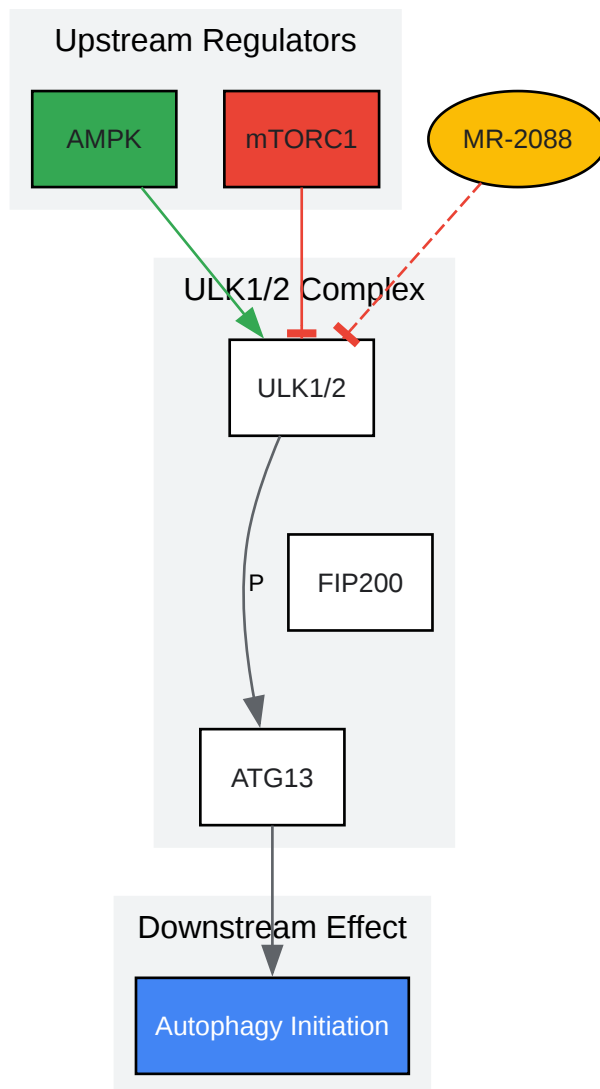 Upstream Regulators
AMPK
mTORC1
MR-2088
ULK1/2 Complex
ULK1/2
P
FIP200
ATG13
Downstream Effect
Autophagy Initiation